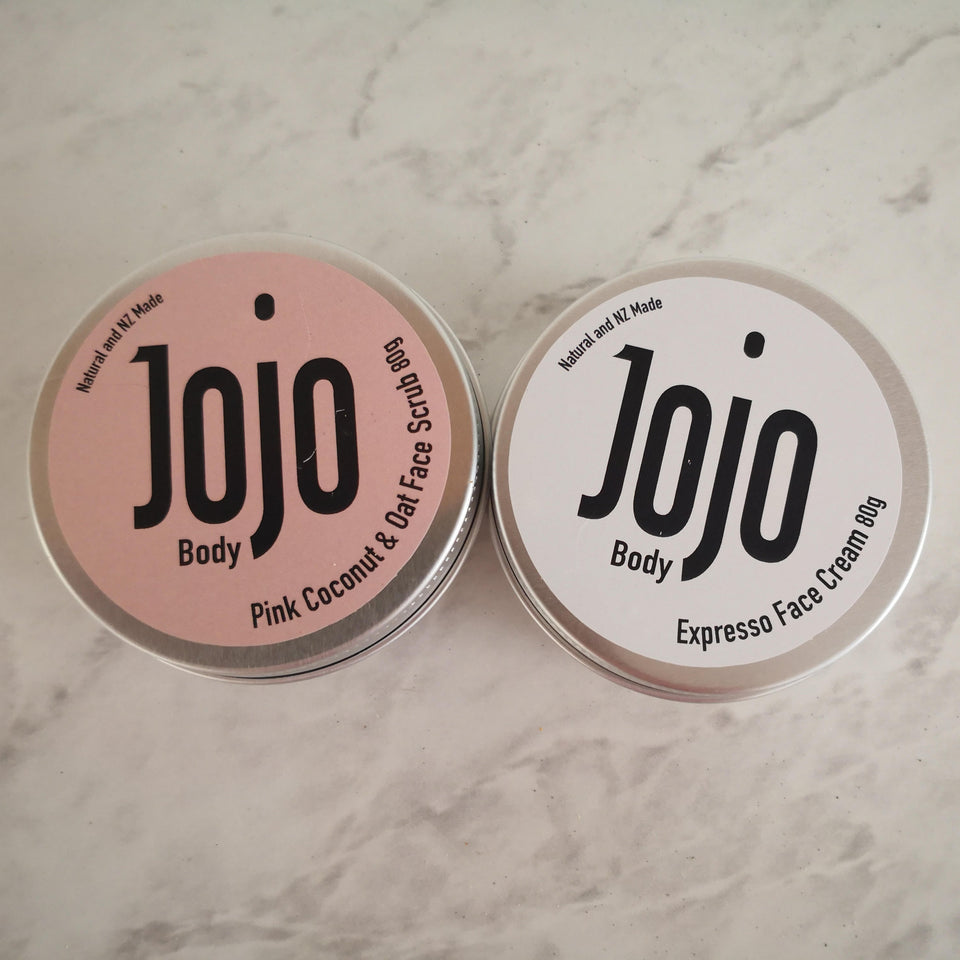 Natural and NZ Made
Jojo
Body
Pink Coconut & Oat Face Scrub 80g
Natural and NZ Made
Jojo
Body
Expresso Face Cream 80g